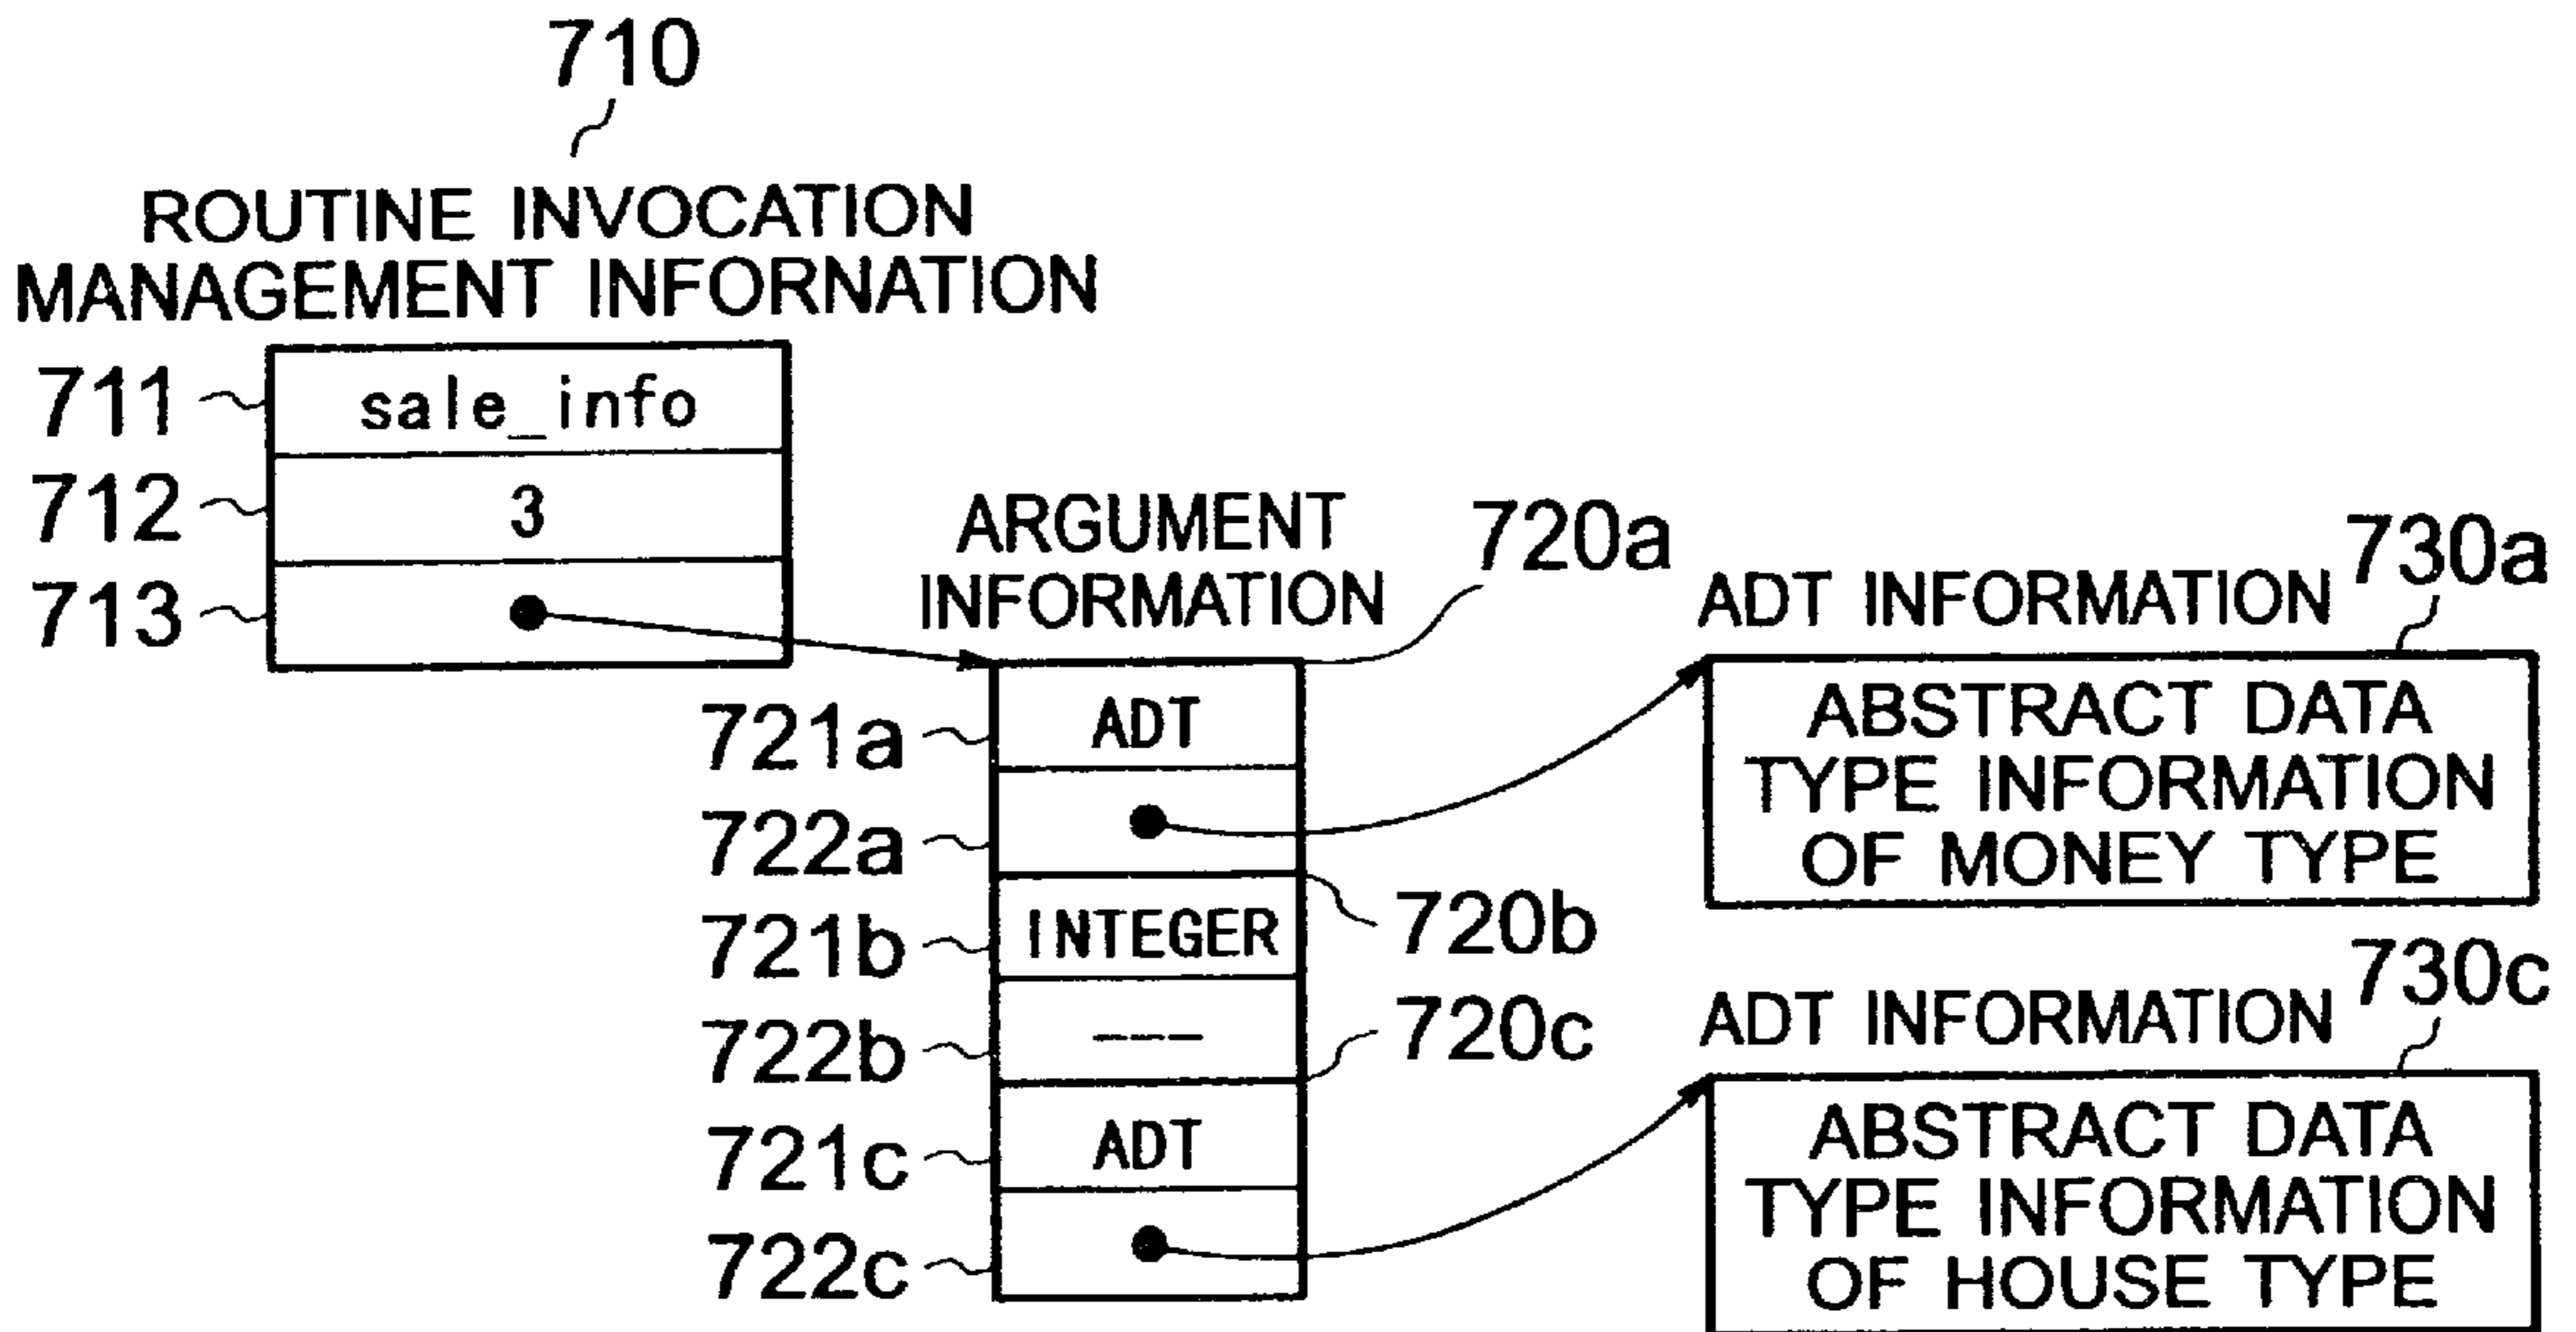 710
ROUTINE INVOCATION
MANAGEMENT INFORNATION
711
sale_info
712
3
713
ARGUMENT
INFORMATION
720a
721a
ADT
722a
720b
721b
INTEGER
722b
---
720c
721c
ADT
722c
ADT INFORMATION
730a
ABSTRACT DATA
TYPE INFORMATION
OF MONEY TYPE
ADT INFORMATION
730c
ABSTRACT DATA
TYPE INFORMATION
OF HOUSE TYPE